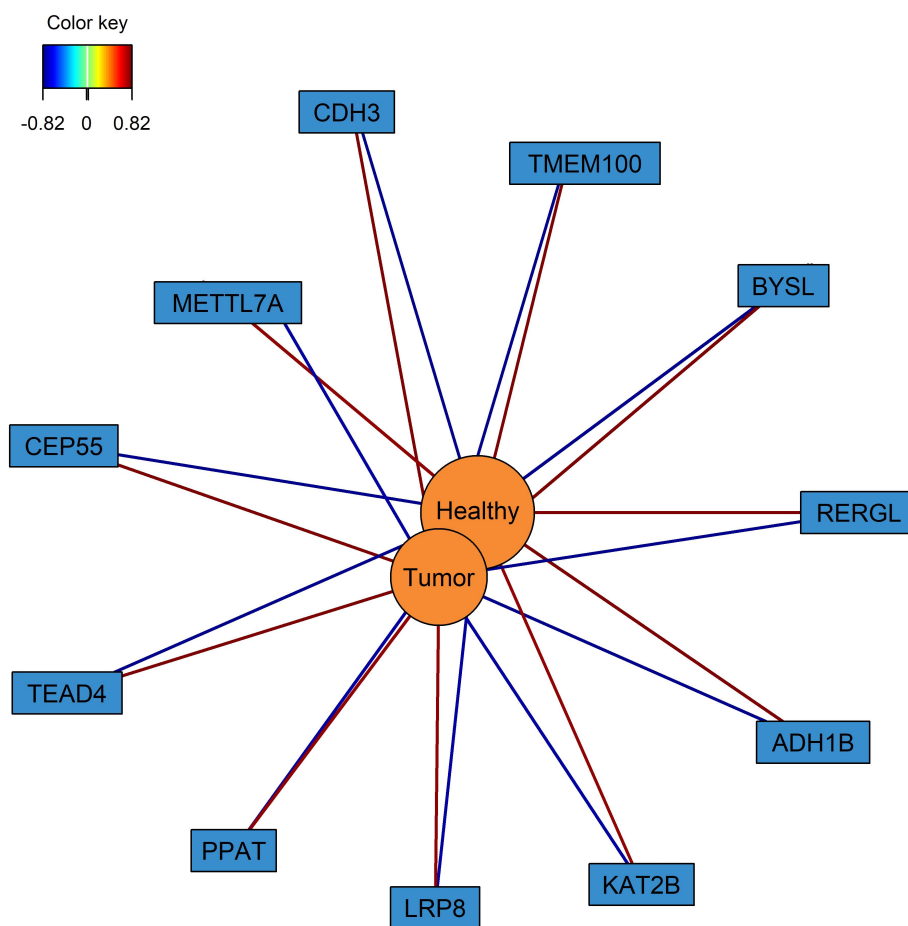 Color key
-0.82 0 0.82
CDH3
TMEM100
BYSL
METTL7A
CEP55
Healthy
RERGL
Tumor
TEAD4
ADH1B
PPAT
KAT2B
LRP8